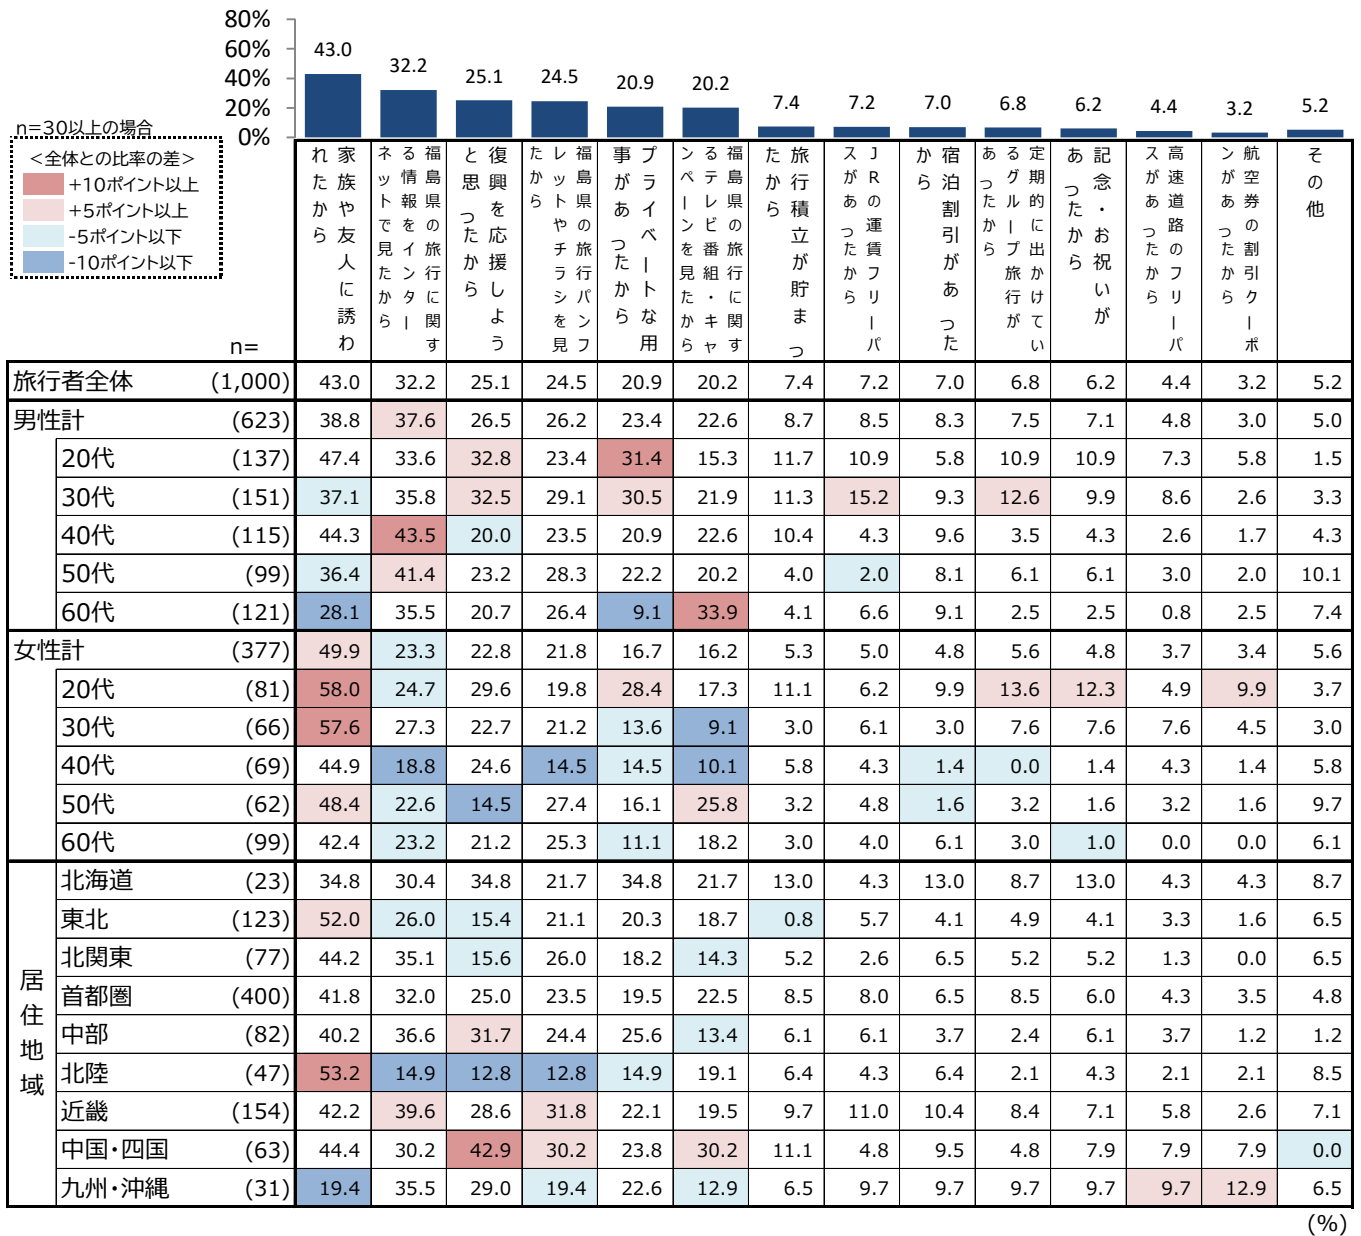 80%
60%
40%
20%
0%
43.0 32.2 25.1 24.5 20.9 20.2 7.4 7.2 7.0 6.8 6.2 4.4 3.2 5.2
n=30以上の場合
<全体との比率の差>
+10ポイント以上
+5ポイント以上
-5ポイント以下
-10ポイント以下
n=
家族や友人に誘わ
れたから
福島県の旅行に関す
る情報をインター
ネットで見たから
復興を応援しよう
と思ったから
福島県の旅行パンフ
レットやチラシを見
たから
プライベートな用
事があったから
福島県の旅行に関す
るテレビ番組・キャ
ンペーンを見たから
旅行積立が貯まっ
たから
JRの運賃フリーパ
スがあったから
宿泊割引があった
から
定期的に出かけてい
るグループ旅行が
あったから
記念・お祝いが
あったから
高速道路のフリーパ
スがあったから
航空券の割引クーポ
ンがあったから
その他
旅行者全体 (1,000) 43.0 32.2 25.1 24.5 20.9 20.2 7.4 7.2 7.0 6.8 6.2 4.4 3.2 5.2
男性計 (623) 38.8 37.6 26.5 26.2 23.4 22.6 8.7 8.5 8.3 7.5 7.1 4.8 3.0 5.0
20代 (137) 47.4 33.6 32.8 23.4 31.4 15.3 11.7 10.9 5.8 10.9 10.9 7.3 5.8 1.5
30代 (151) 37.1 35.8 32.5 29.1 30.5 21.9 11.3 15.2 9.3 12.6 9.9 8.6 2.6 3.3
40代 (115) 44.3 43.5 20.0 23.5 20.9 22.6 10.4 4.3 9.6 3.5 4.3 2.6 1.7 4.3
50代 (99) 36.4 41.4 23.2 28.3 22.2 20.2 4.0 2.0 8.1 6.1 6.1 3.0 2.0 10.1
60代 (121) 28.1 35.5 20.7 26.4 9.1 33.9 4.1 6.6 9.1 2.5 2.5 0.8 2.5 7.4
女性計 (377) 49.9 23.3 22.8 21.8 16.7 16.2 5.3 5.0 4.8 5.6 4.8 3.7 3.4 5.6
20代 (81) 58.0 24.7 29.6 19.8 28.4 17.3 11.1 6.2 9.9 13.6 12.3 4.9 9.9 3.7
30代 (66) 57.6 27.3 22.7 21.2 13.6 9.1 3.0 6.1 3.0 7.6 7.6 7.6 4.5 3.0
40代 (69) 44.9 18.8 24.6 14.5 14.5 10.1 5.8 4.3 1.4 0.0 1.4 4.3 1.4 5.8
50代 (62) 48.4 22.6 14.5 27.4 16.1 25.8 3.2 4.8 1.6 3.2 1.6 3.2 1.6 9.7
60代 (99) 42.4 23.2 21.2 25.3 11.1 18.2 3.0 4.0 6.1 3.0 1.0 0.0 0.0 6.1
居住地域
北海道 (23) 34.8 30.4 34.8 21.7 34.8 21.7 13.0 4.3 13.0 8.7 13.0 4.3 4.3 8.7
東北 (123) 52.0 26.0 15.4 21.1 20.3 18.7 0.8 5.7 4.1 4.9 4.1 3.3 1.6 6.5
北関東 (77) 44.2 35.1 15.6 26.0 18.2 14.3 5.2 2.6 6.5 5.2 5.2 1.3 0.0 6.5
首都圏 (400) 41.8 32.0 25.0 23.5 19.5 22.5 8.5 8.0 6.5 8.5 6.0 4.3 3.5 4.8
中部 (82) 40.2 36.6 31.7 24.4 25.6 13.4 6.1 6.1 3.7 2.4 6.1 3.7 1.2 1.2
北陸 (47) 53.2 14.9 12.8 12.8 14.9 19.1 6.4 4.3 6.4 2.1 4.3 2.1 2.1 8.5
近畿 (154) 42.2 39.6 28.6 31.8 22.1 19.5 9.7 11.0 10.4 8.4 7.1 5.8 2.6 7.1
中国・四国 (63) 44.4 30.2 42.9 30.2 23.8 30.2 11.1 4.8 9.5 4.8 7.9 7.9 7.9 0.0
九州・沖縄 (31) 19.4 35.5 29.0 19.4 22.6 12.9 6.5 9.7 9.7 9.7 9.7 9.7 12.9 6.5
(%)